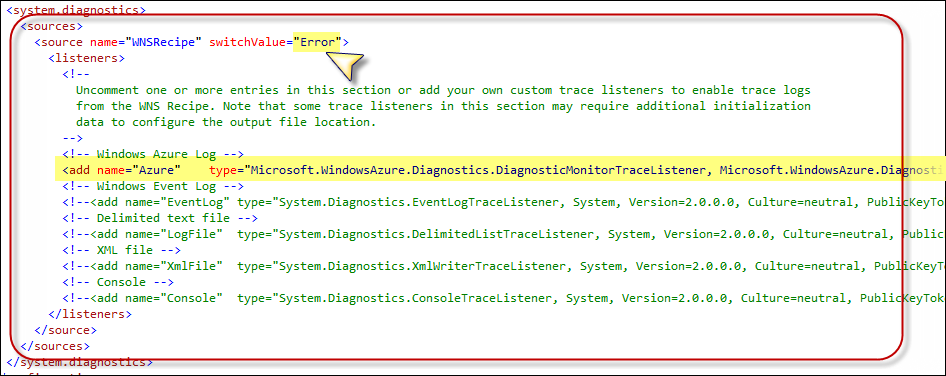 <system.diagnostics>
<sources>
<source name="WNSRecipe" switchValue="Error">
<listeners>
<!--
Uncomment one or more entries in this section or add your own custom trace listeners to enable trace logs
from the WNS Recipe. Note that some trace listeners in this section may require additional initialization
data to configure the output file location.
-->
<!-- Windows Azure Log -->
<add name="Azure" type="Microsoft.WindowsAzure.Diagnostics.DiagnosticMonitorTraceListener, Microsoft.WindowsAzure.Diagnosti
<!-- Windows Event Log -->
<!--<add name="EventLog" type="System.Diagnostics.EventLogTraceListener, System, Version=2.0.0.0, Culture=neutral, PublicKeyTo
<!-- Delimited text file -->
<!--<add name="LogFile" type="System.Diagnostics.DelimitedListTraceListener, System, Version=2.0.0.0, Culture=neutral, Public
<!-- XML file -->
<!--<add name="XmlFile" type="System.Diagnostics.XmlWriterTraceListener, System, Version=2.0.0.0, Culture=neutral, PublicKeyTo
<!-- Console -->
<!--<add name="Console" type="System.Diagnostics.ConsoleTraceListener, System, Version=2.0.0.0, Culture=neutral, PublicKeyToke
</listeners>
</source>
</sources>
</system.diagnostics>